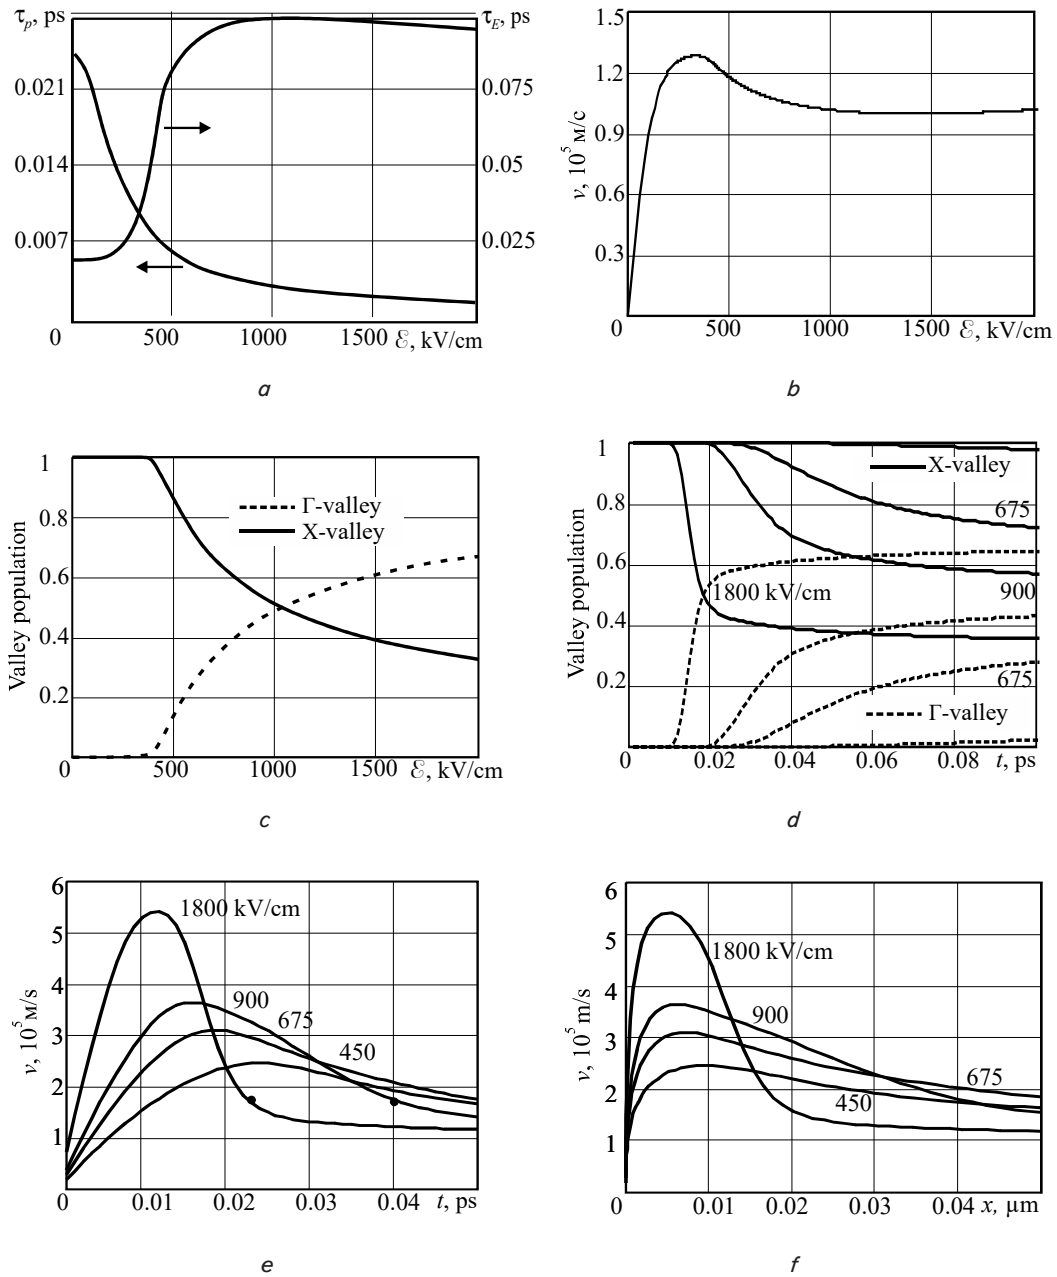 τp, ps
τE, ps
0.021
0.075
0.014
0.05
0.007
0.025
0 500 1000 1500 ℰ, kV/cm
a
1.5
1.2
0.9
0.6
0.3
v, 10⁵ м/с
0 500 1000 1500 ℰ, kV/cm
b
1
0.8
0.6
0.4
0.2
Valley population
Γ-valley
X-valley
0 500 1000 1500 ℰ, kV/cm
c
1
0.8
0.6
0.4
0.2
Valley population
X-valley
675
1800 kV/cm
900
675
Γ-valley
0 0.02 0.04 0.06 0.08 t, ps
d
6
5
4
3
2
1
v, 10⁵м/s
1800 kV/cm
900
675
450
0 0.01 0.02 0.03 0.04 t, ps
e
6
5
4
3
2
1
v, 10⁵ m/s
1800 kV/cm
900
675
450
0 0.01 0.02 0.03 0.04 x, µm
f